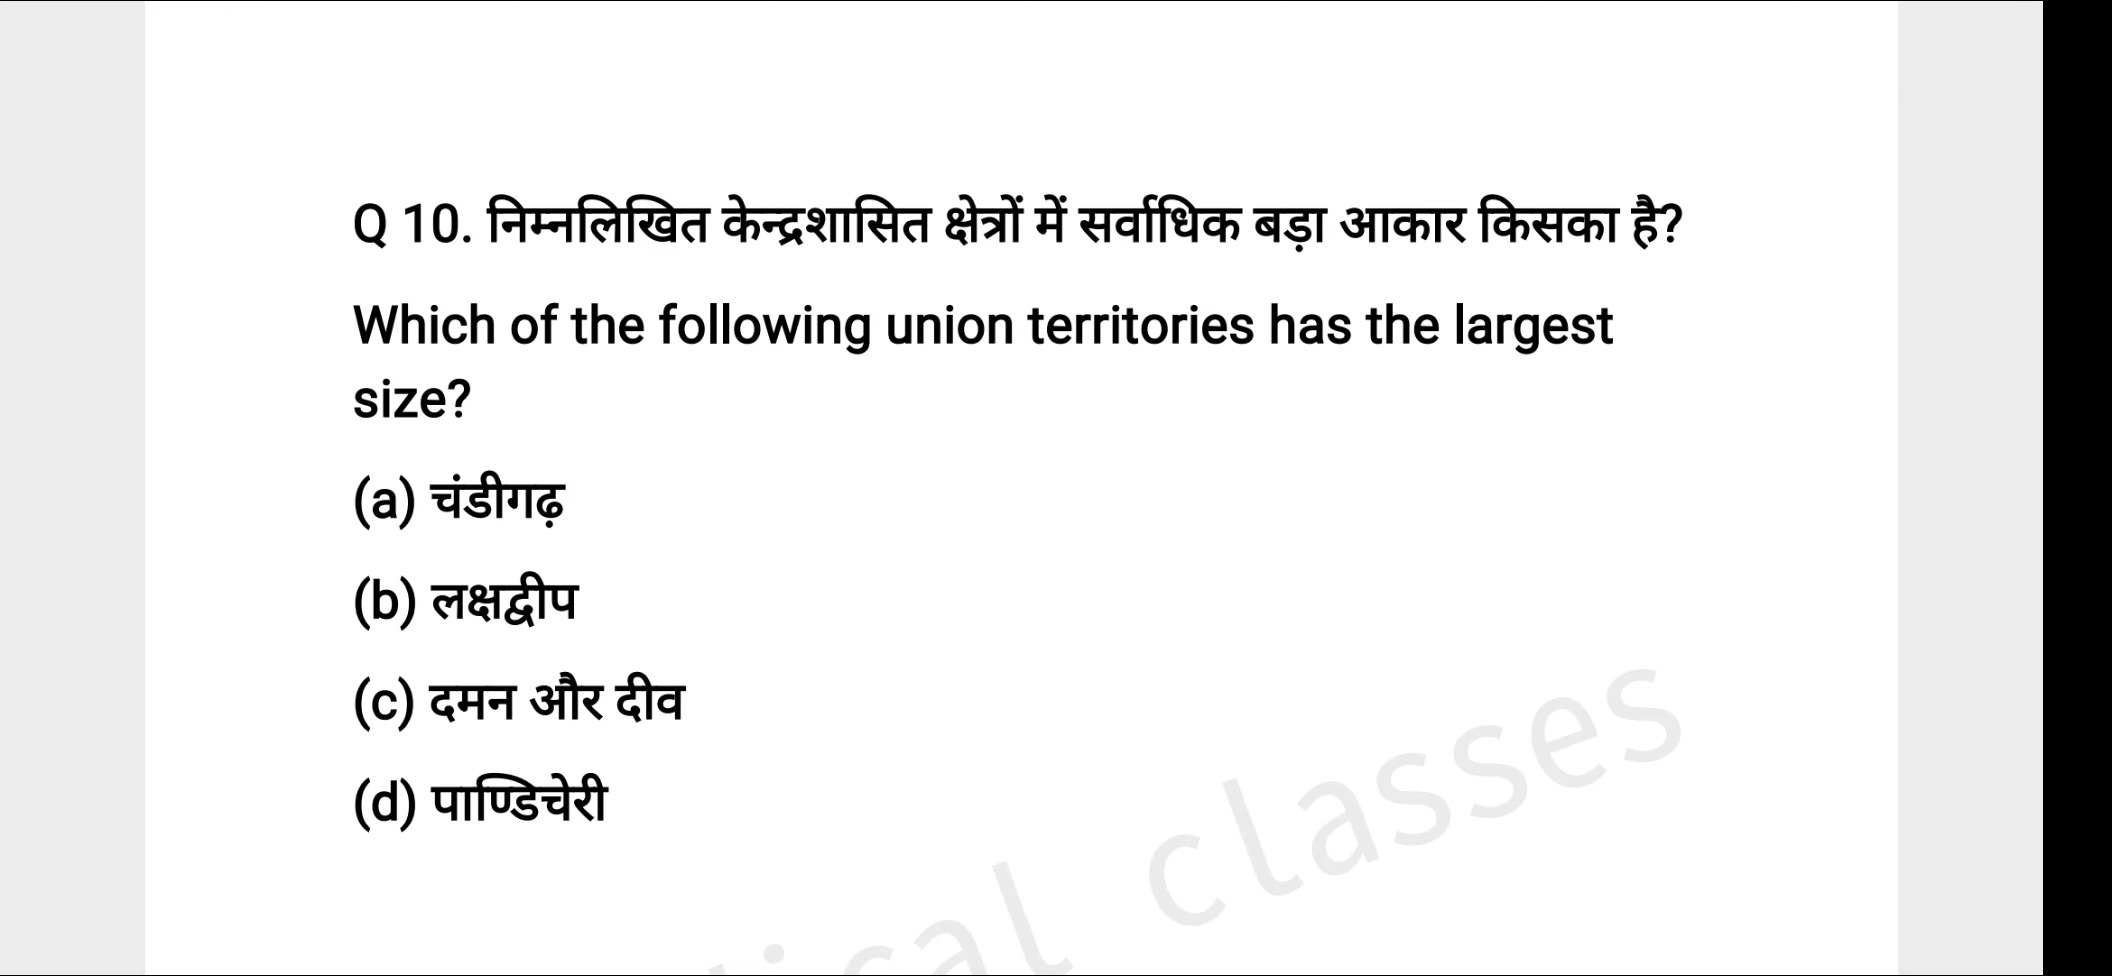 Q 10. निम्नलिखित केन्द्रशासित क्षेत्रों में सर्वाधिक बड़ा आकार किसका है?
Which of the following union territories has the largest
size?
(a) चंडीगढ़
(b) लक्षद्वीप
(c) दमन और दीव
(d) पाण्डिचेरी
classes